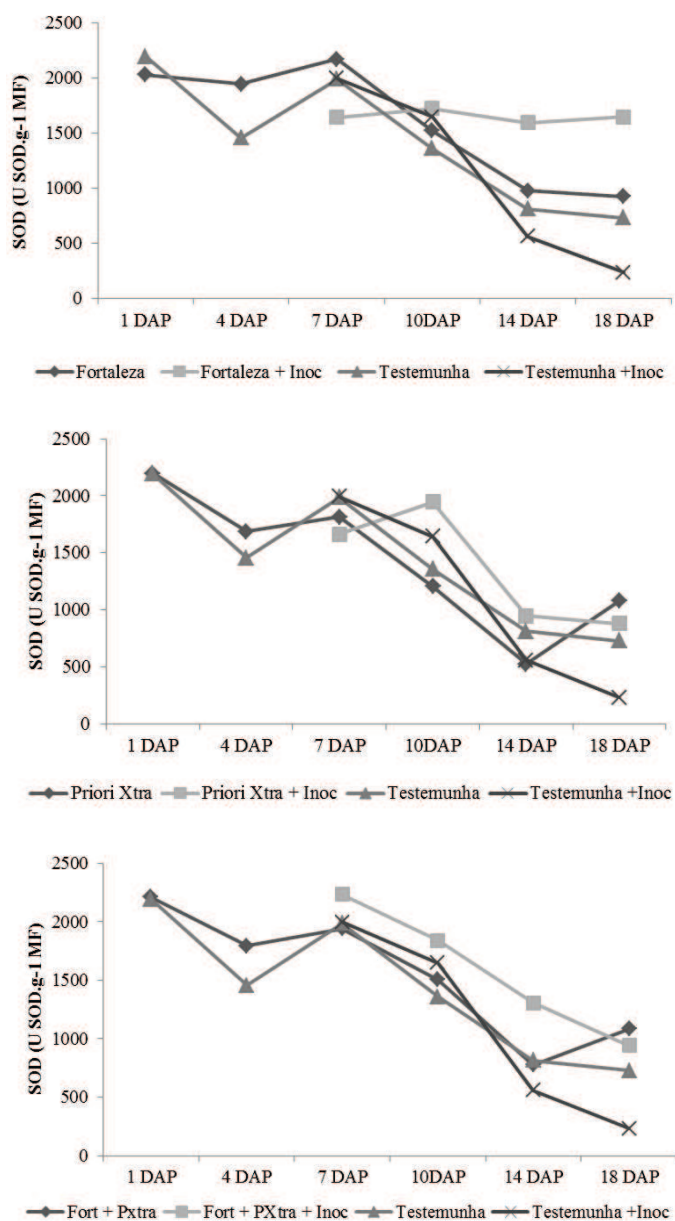 2500
2000
1500
1000
500
0
SOD (U SOD.g-1 MF)
1 DAP 4 DAP 7 DAP 10DAP 14 DAP 18 DAP
Fortaleza Fortaleza + Inoc Testemunha Testemunha +Inoc
2500
2000
1500
1000
500
0
SOD (U SOD.g-1 MF)
1 DAP 4 DAP 7 DAP 10DAP 14 DAP 18 DAP
Priori Xtra Priori Xtra + Inoc Testemunha Testemunha +Inoc
2500
2000
1500
1000
500
0
SOD (U SOD.g-1 MF)
1 DAP 4 DAP 7 DAP 10DAP 14 DAP 18 DAP
Fort + Pxtra Fort + PXtra + Inoc Testemunha Testemunha +Inoc